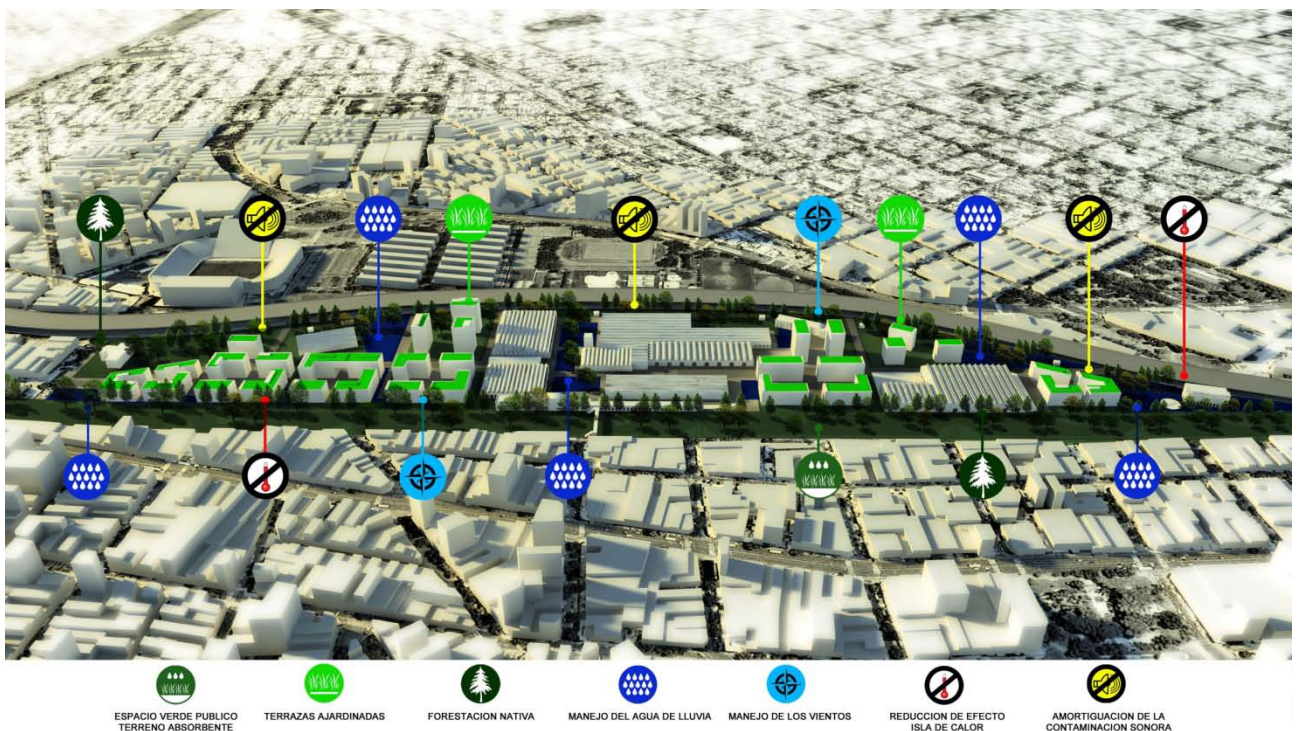 ESPACIO VERDE PUBLICO
TERRENO ABSORBENTE
TERRAZAS AJARDINADAS
FORESTACION NATIVA
MANEJO DEL AGUA DE LLUVIA
MANEJO DE LOS VIENTOS
REDUCCION DE EFECTO
ISLA DE CALOR
AMORTIGUACION DE LA
CONTAMINACION SONORA